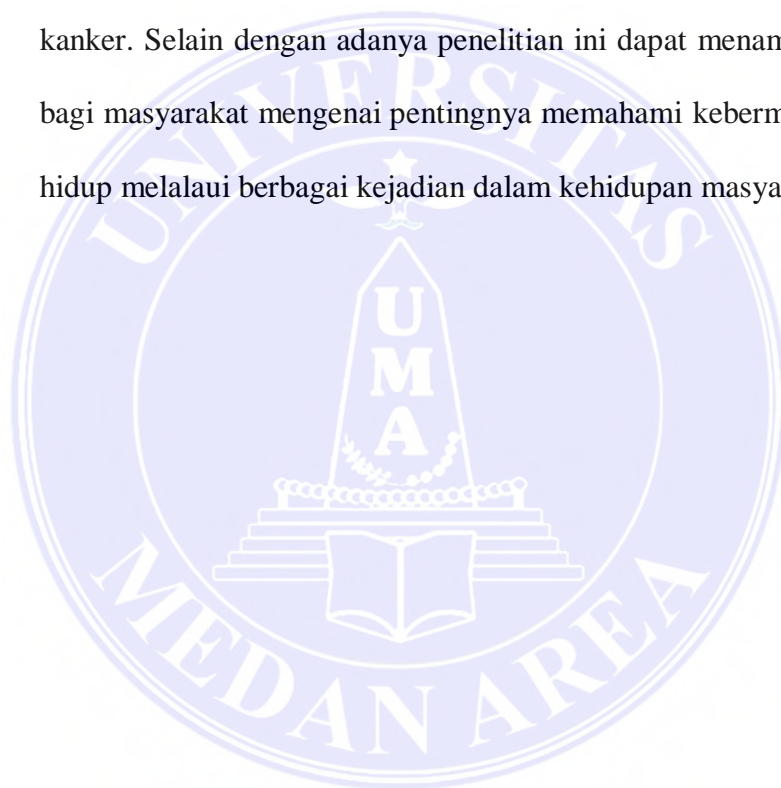 kanker. Selain dengan adanya penelitian ini dapat menam
bagi masyarakat mengenai pentingnya memahami keberm
hidup melalaui berbagai kejadian dalam kehidupan masya
UNIVERSITAS
U
M
A
MEDAN AREA